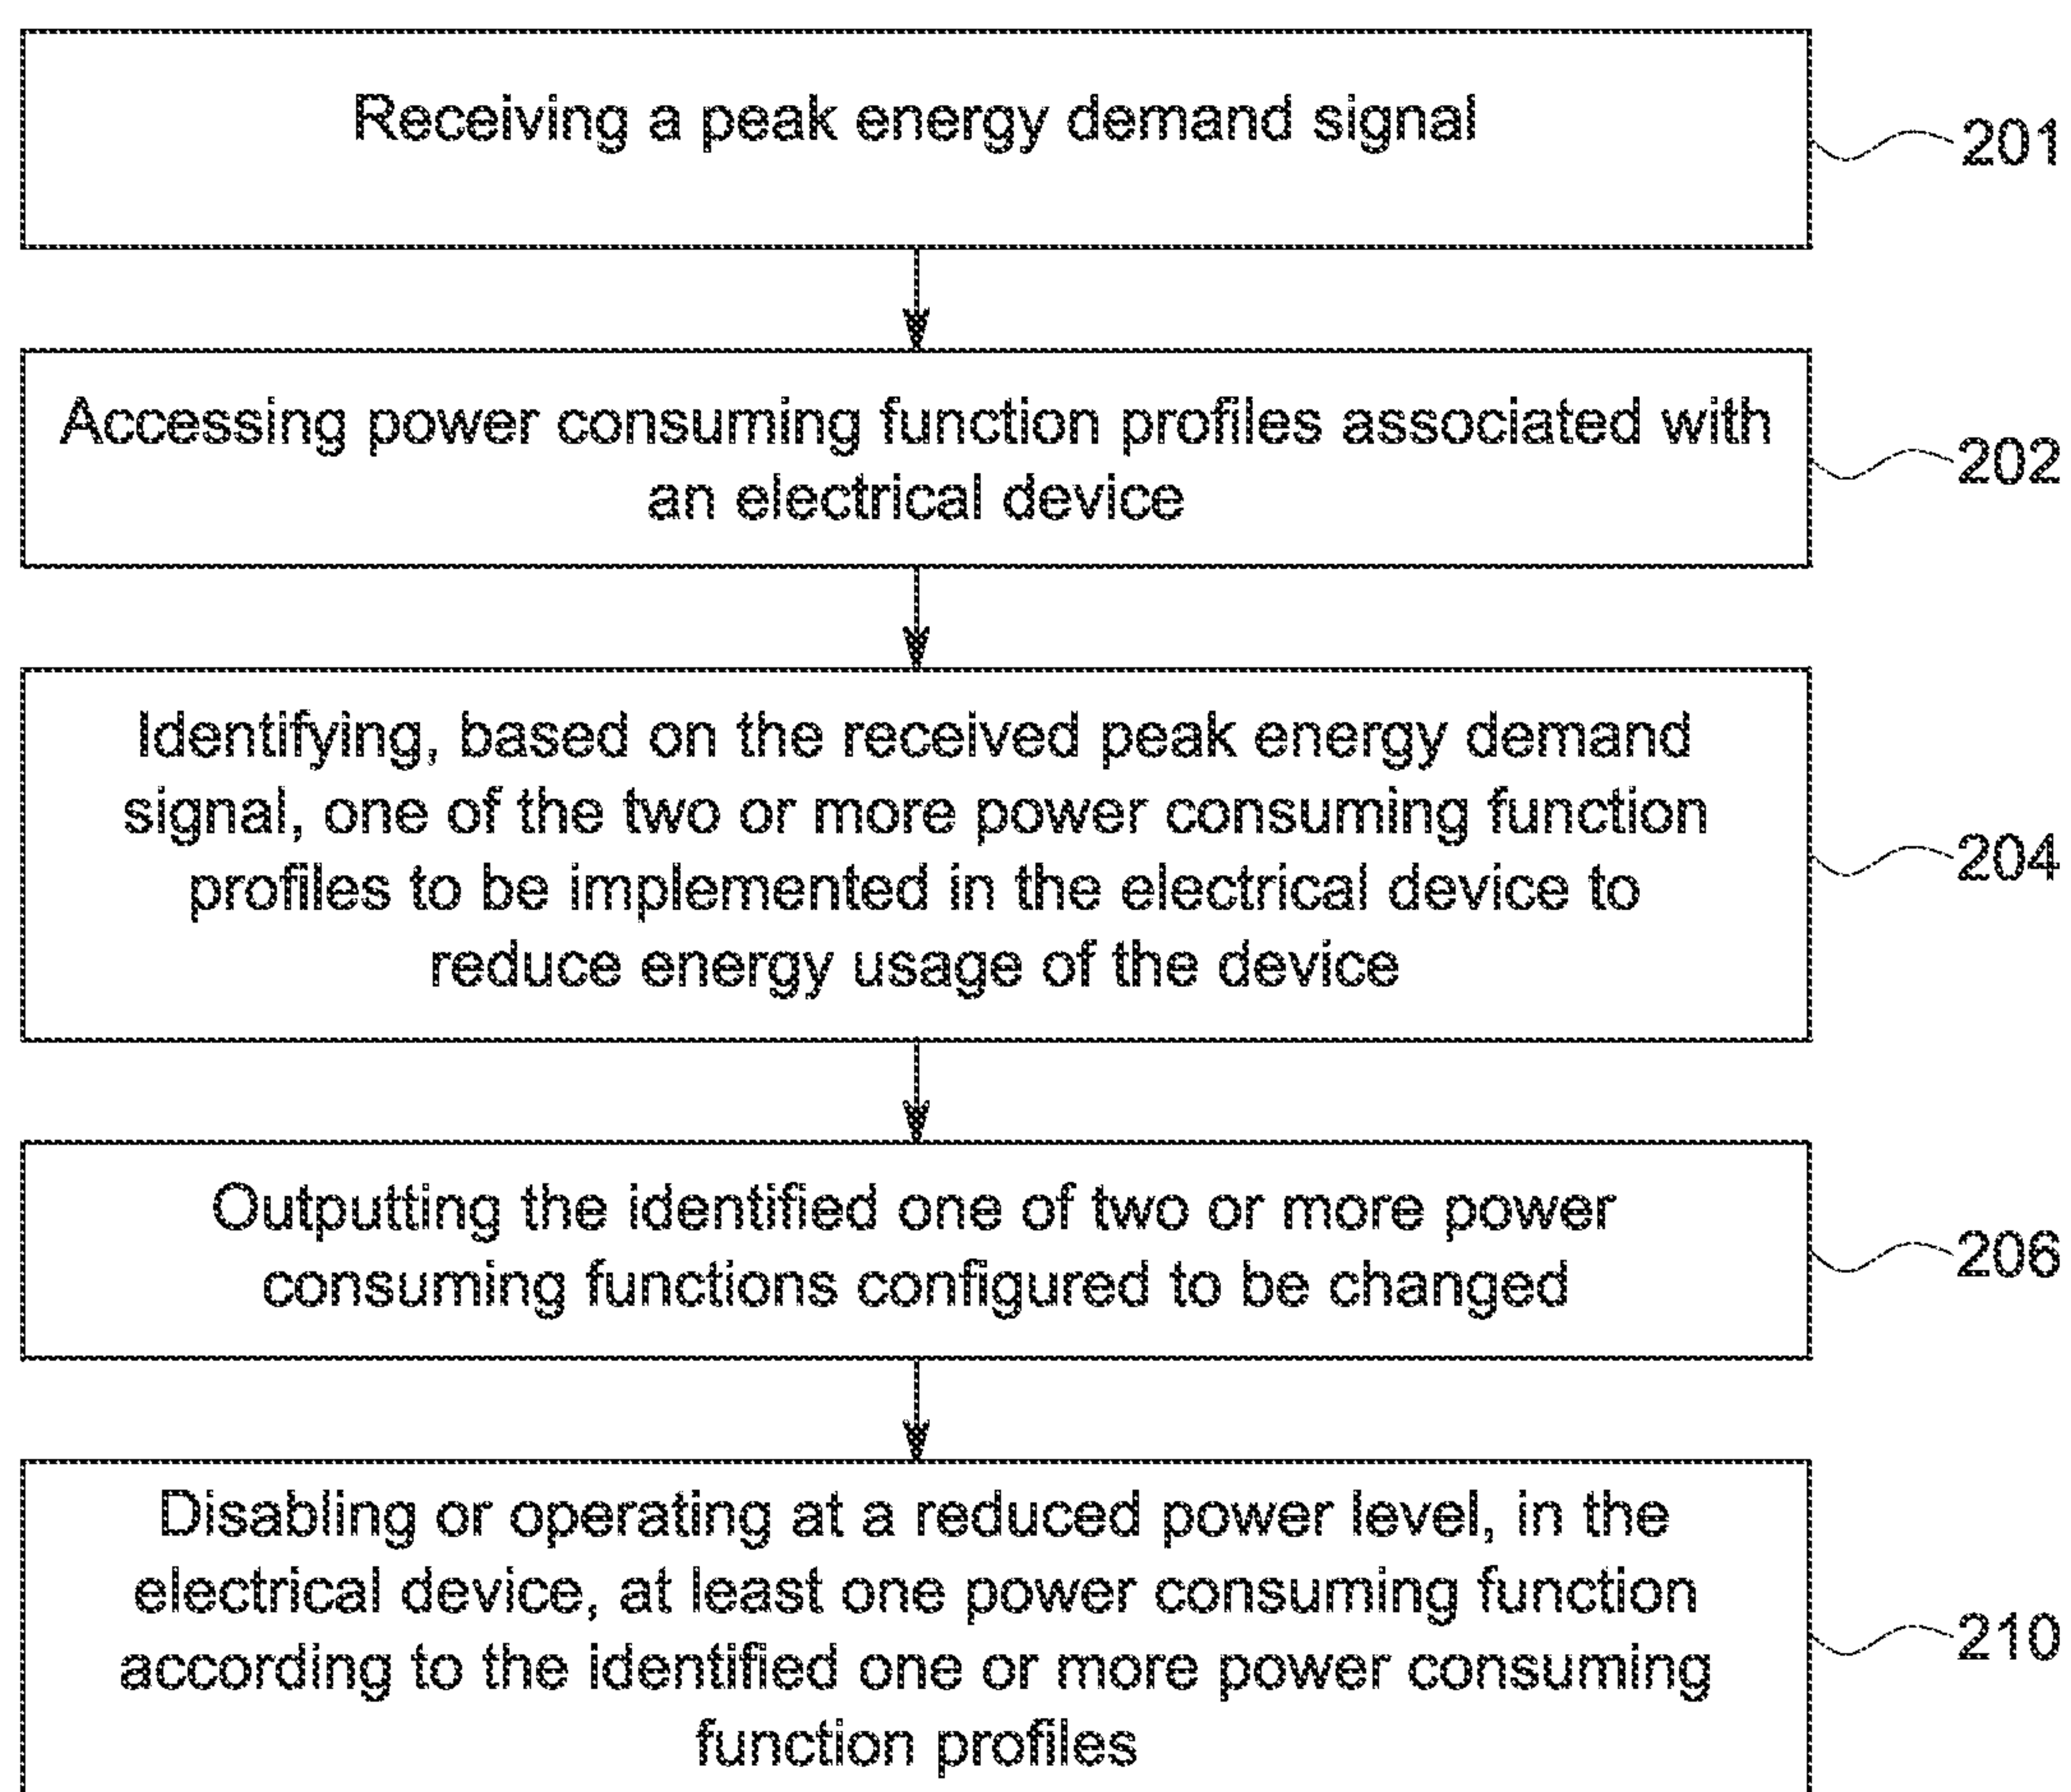 Receiving a peak energy demand signal
201
Accessing power consuming function profiles associated with
an electrical device
202
Identifying, based on the received peak energy demand
signal, one of the two or more power consuming function
profiles to be implemented in the electrical device to
reduce energy usage of the device
204
Outputting the identified one of two or more power
consuming functions configured to be changed
206
Disabling or operating at a reduced power level, in the
electrical device, at least one power consuming function
according to the identified one or more power consuming
function profiles
210